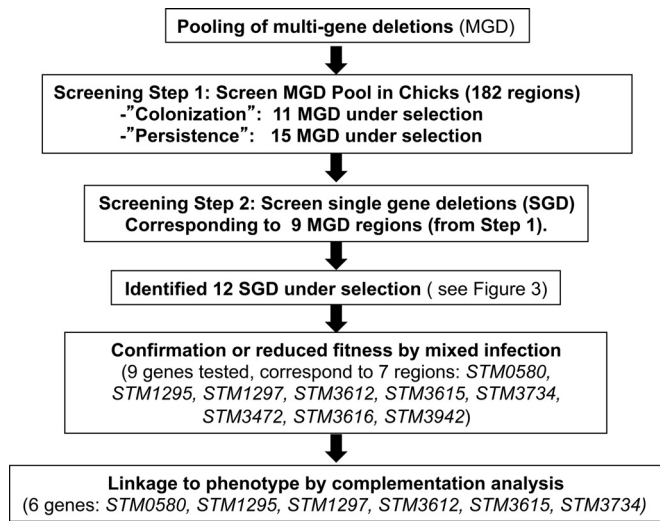 Pooling of multi-gene deletions (MGD)
Screening Step 1: Screen MGD Pool in Chicks (182 regions)
-”Colonization”: 11 MGD under selection
-”Persistence”: 15 MGD under selection
Screening Step 2: Screen single gene deletions (SGD)
Corresponding to 9 MGD regions (from Step 1).
Identified 12 SGD under selection ( see Figure 3)
Confirmation or reduced fitness by mixed infection
(9 genes tested, correspond to 7 regions: STM0580,
STM1295, STM1297, STM3612, STM3615, STM3734,
STM3472, STM3616, STM3942)
Linkage to phenotype by complementation analysis
(6 genes: STM0580, STM1295, STM1297, STM3612, STM3615, STM3734)